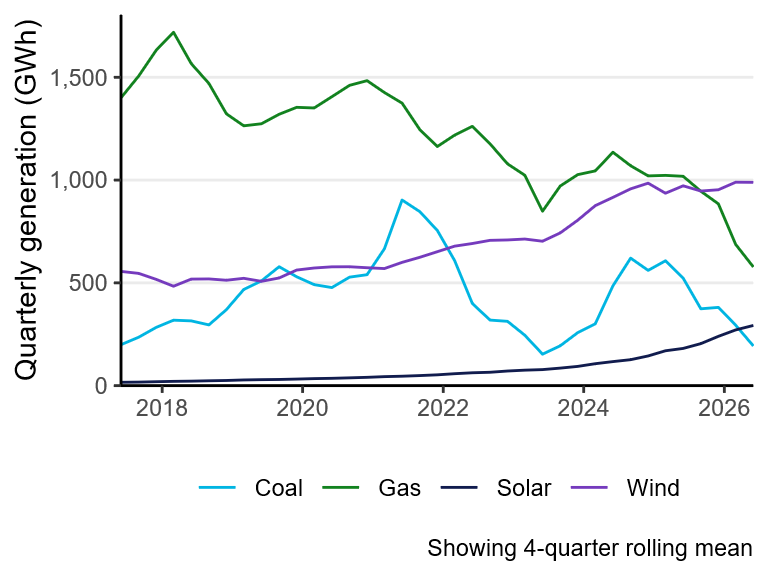 Quarterly generation (GWh)
1,500
1,000
500
0
2018 2020 2022 2024 2026
Coal Gas Solar Wind
Showing 4-quarter rolling mean